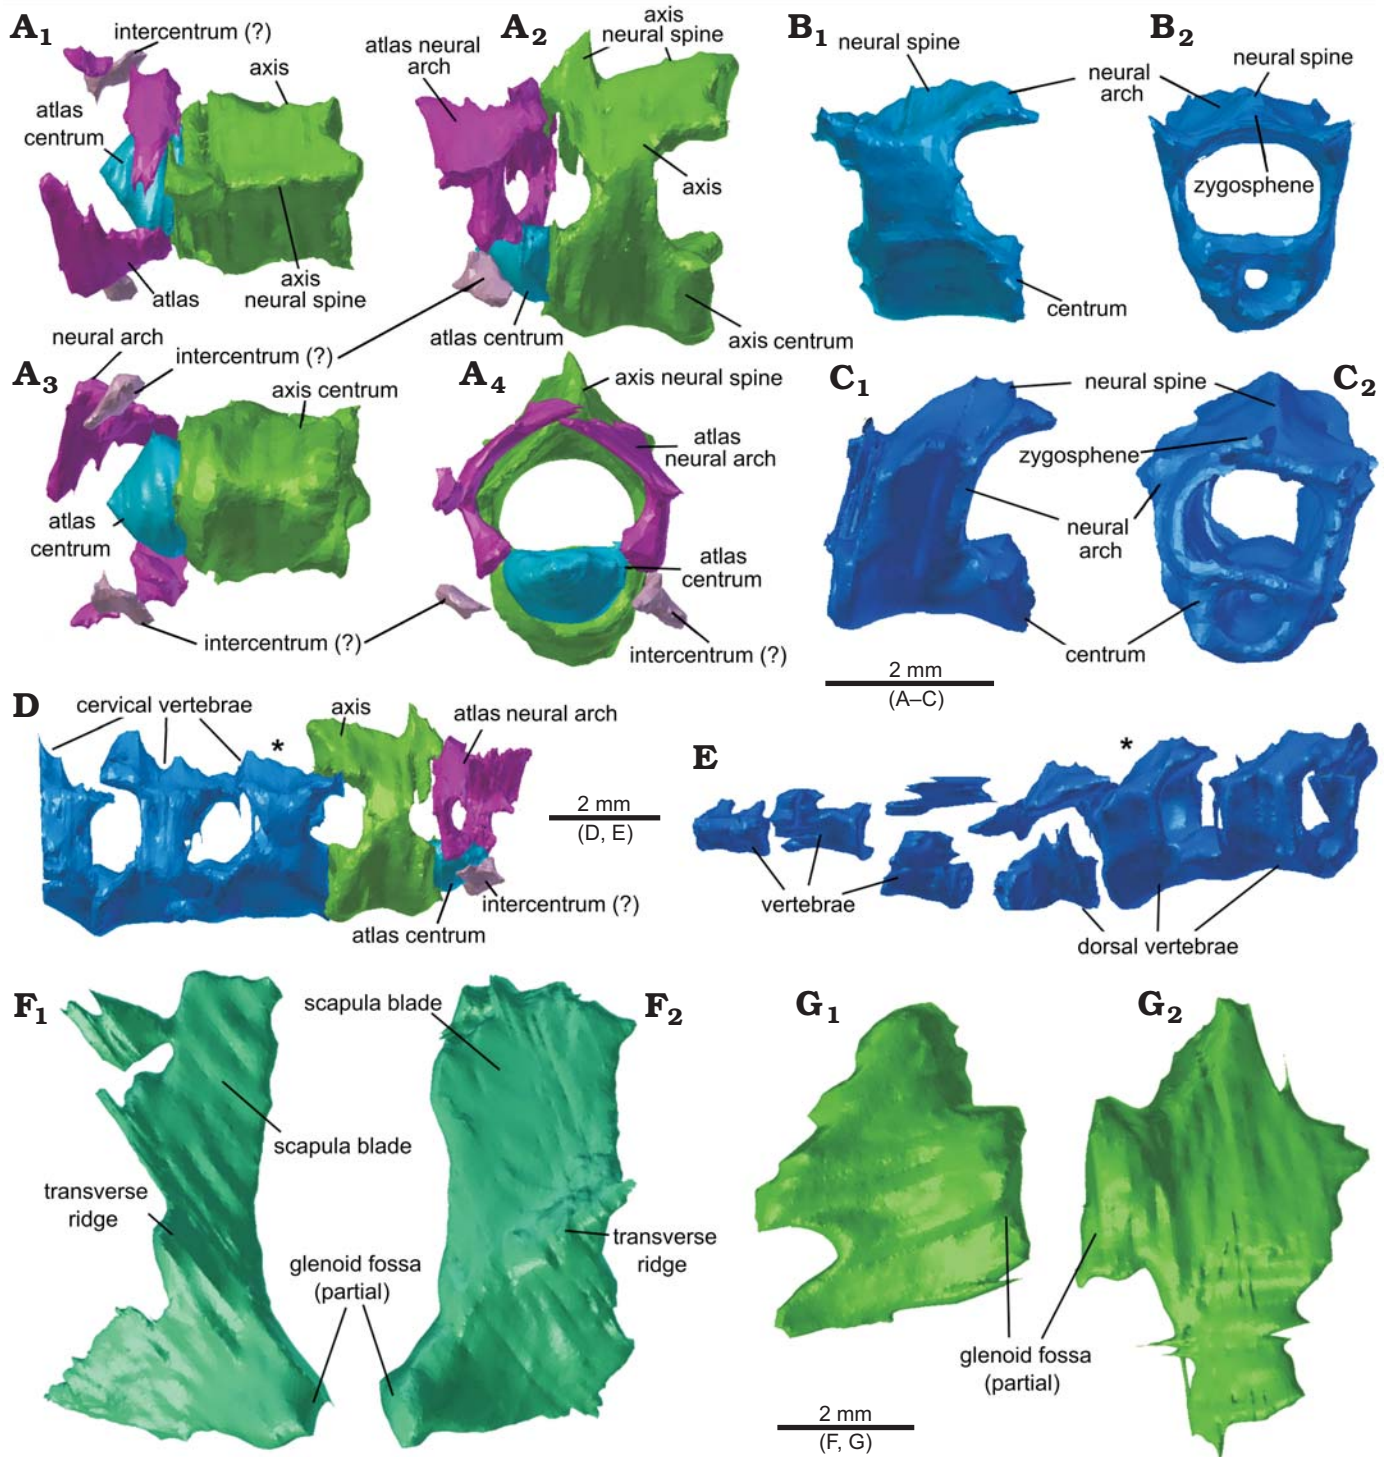 A1
intercentrum (?)
axis
atlas
centrum
atlas
axis
neural spine
A2
axis
neural spine
atlas neural
arch
axis
atlas centrum
axis centrum
B1
neural spine
neural
arch
centrum
B2
neural spine
zygosphene
neural arch
intercentrum (?)
A3
axis centrum
atlas
centrum
intercentrum (?)
A4
axis neural spine
atlas
neural arch
atlas
centrum
intercentrum (?)
C1
neural spine
C2
zygosphene
neural
arch
centrum
2 mm
(A–C)
D
cervical vertebrae
*
axis
atlas neural arch
2 mm
(D, E)
intercentrum (?)
atlas centrum
E
*
vertebrae
dorsal vertebrae
F1
scapula blade
F2
scapula blade
transverse
ridge
transverse
ridge
glenoid fossa
(partial)
G1
G2
glenoid fossa
(partial)
2 mm
(F, G)